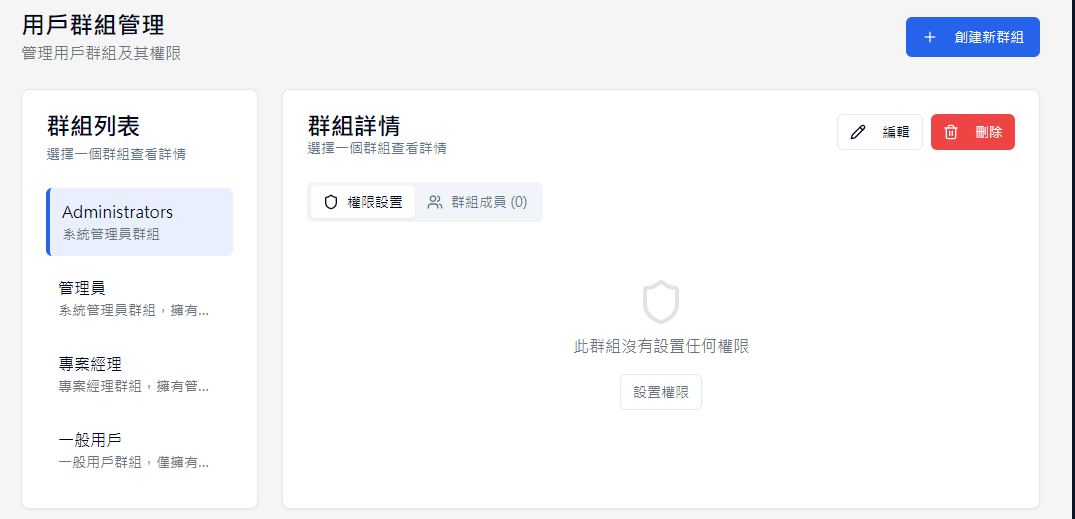 用戶群組管理
管理用戶群組及其權限
創建新群組
群組列表
選擇一個群組查看詳情
Administrators
系統管理員群組
管理員
系統管理員群組，擁有...
專案經理
專案經理群組，擁有管...
一般用戶
一般用戶群組，僅擁有...
群組詳情
選擇一個群組查看詳情
編輯
刪除
權限設置
群組成員 (0)
此群組沒有設置任何權限
設置權限